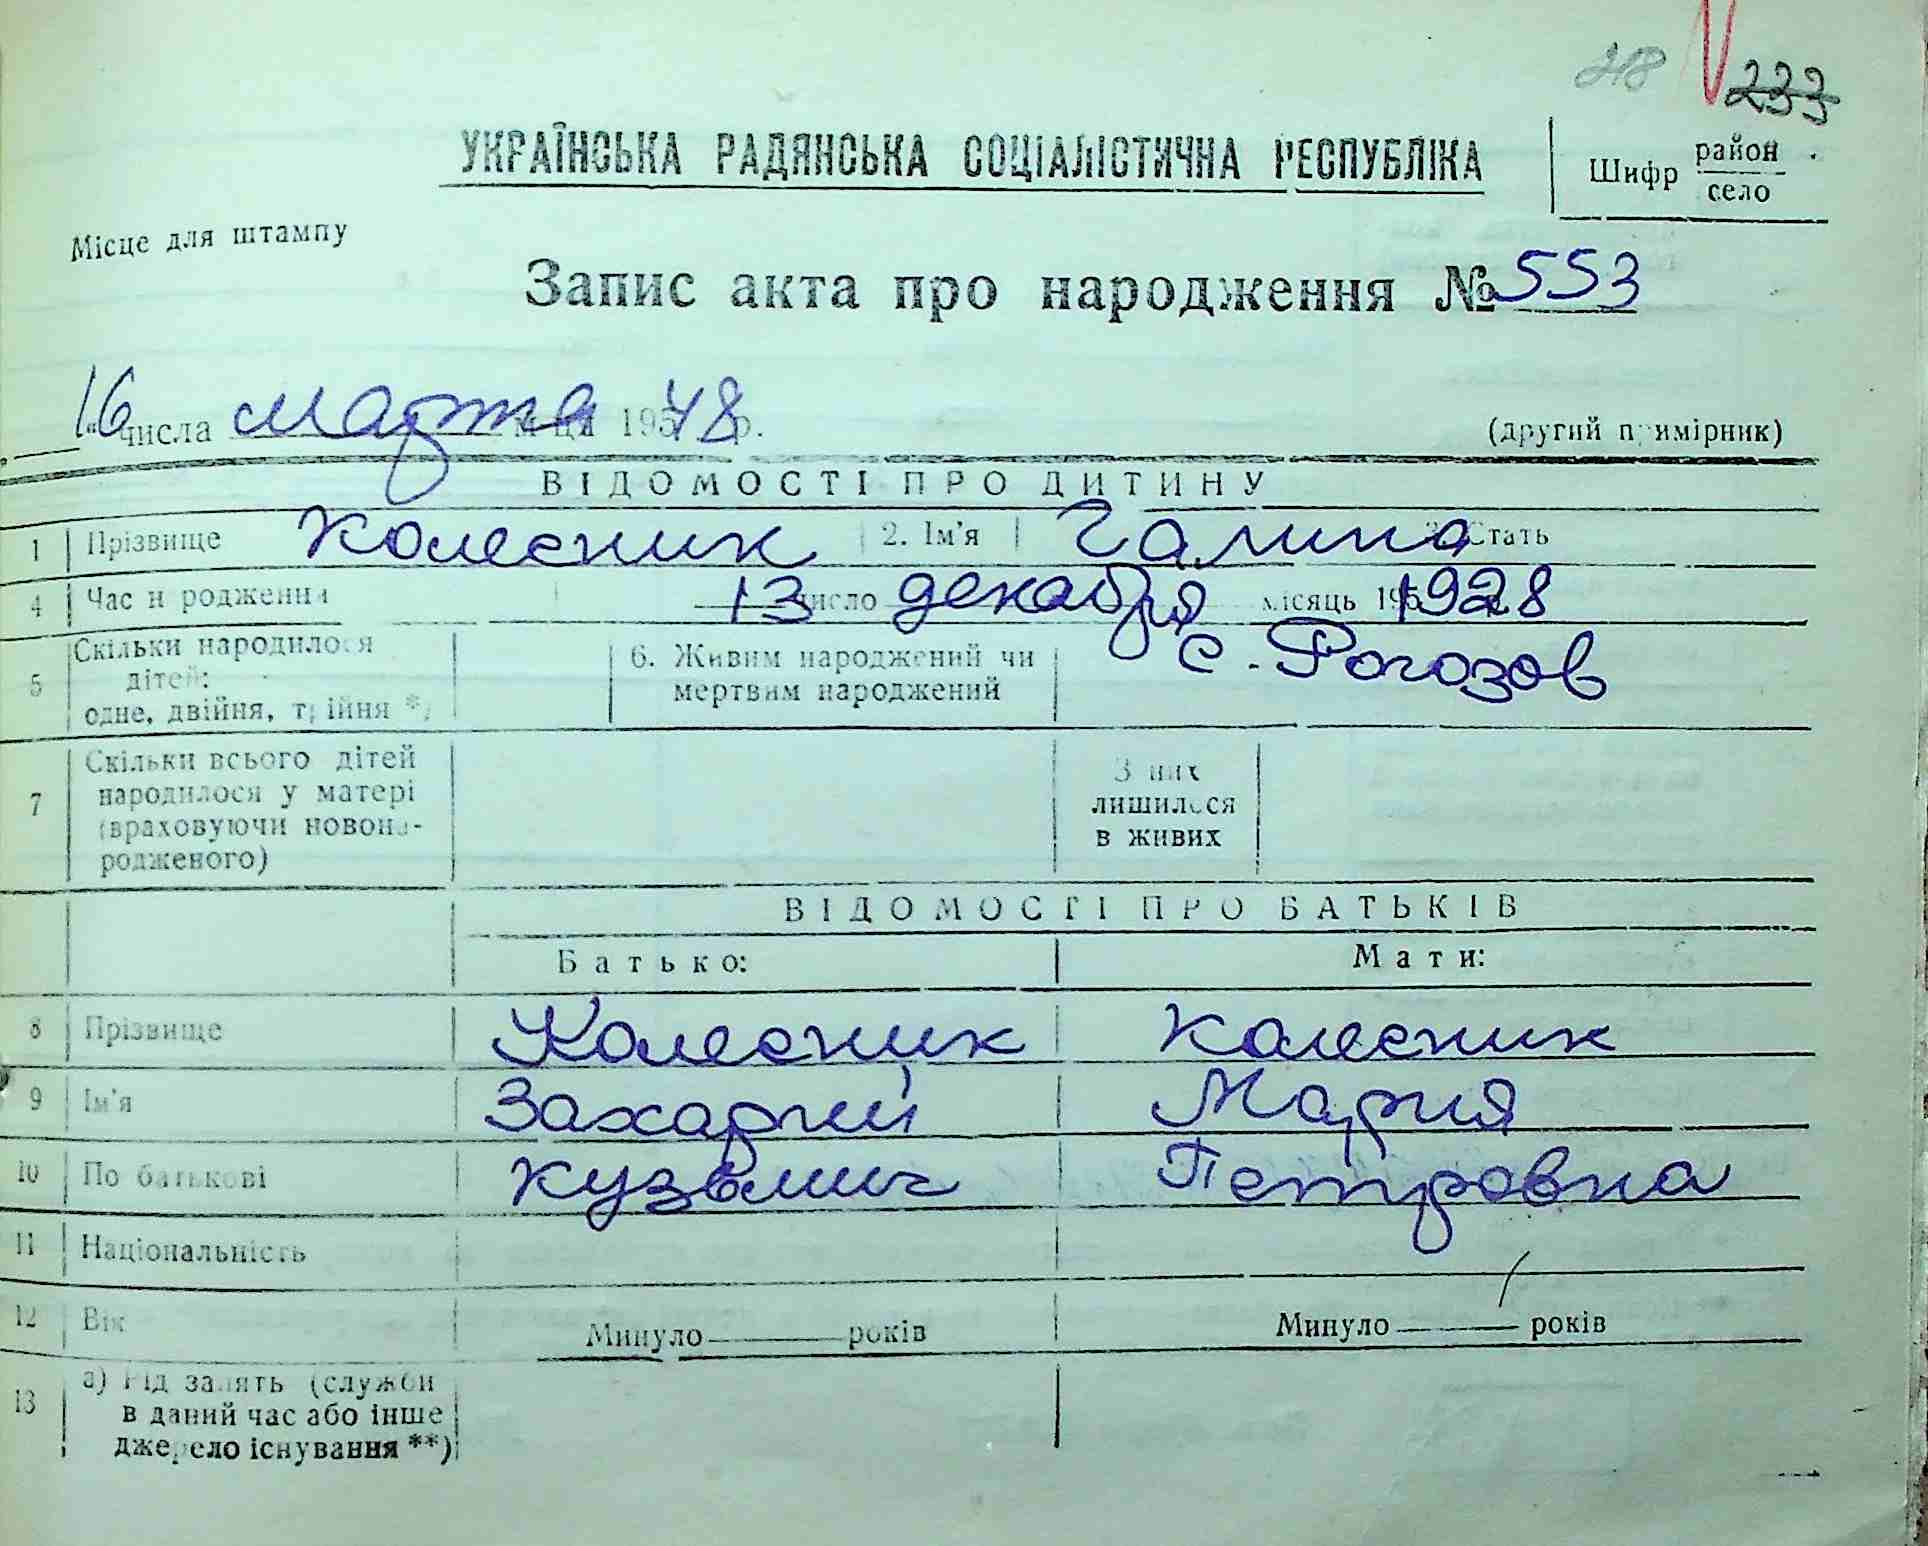 218 233
УКРАЇНСЬКА РАДЯНСЬКА СОЦІАЛІСТИЧНА РЕСПУБЛІКА
Шифр район
село
Місце для штампу
Запис акта про народження № 553
16 числа марта м-ця 195 48 р.
(другий примірник)
ВІДОМОСТІ ПРО ДИТИНУ
1 Прізвище Колесник 2. Ім'я Галина 3. Стать
4 Час народження 13 число декабря місяць 195 1928
5 Скільки народилося дітей: одне, двійня, трійня *) 6. Живим народжений чи мертвим народжений с. Рогозов
7 Скільки всього дітей народилося у матері (враховуючи новонародженого) З них лишилося в живих
ВІДОМОСТІ ПРО БАТЬКІВ
Батько: Мати:
8 Прізвище Колесник Колесник
9 Ім'я Захарий Мария
10 По батькові Кузьмич Петровна
11 Національність
12 Вік Минуло років Минуло років
13 а) Рід занять (служби
в даний час або інше
джерело існування **)